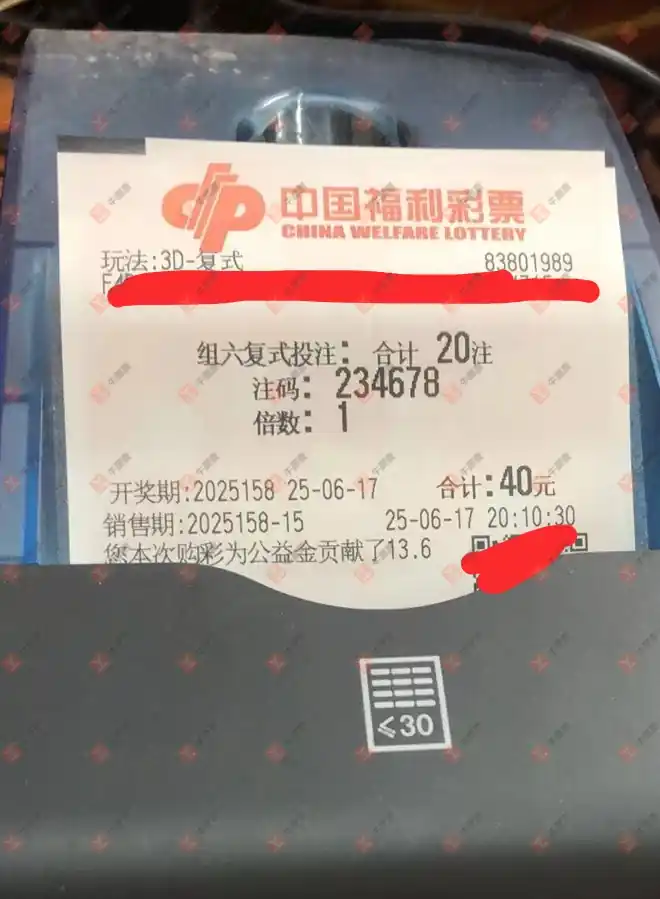 中国福利彩票
CHINA WELFARE LOTTERY
玩法:3D-复式 83801989
组六复式投注: 合计 20注
注码: 234678
倍数: 1
开奖期:2025158 25-06-17 合计:40元
销售期:2025158-15 25-06-17 20:10:30
您本次购彩为公益金贡献了13.6
≤30